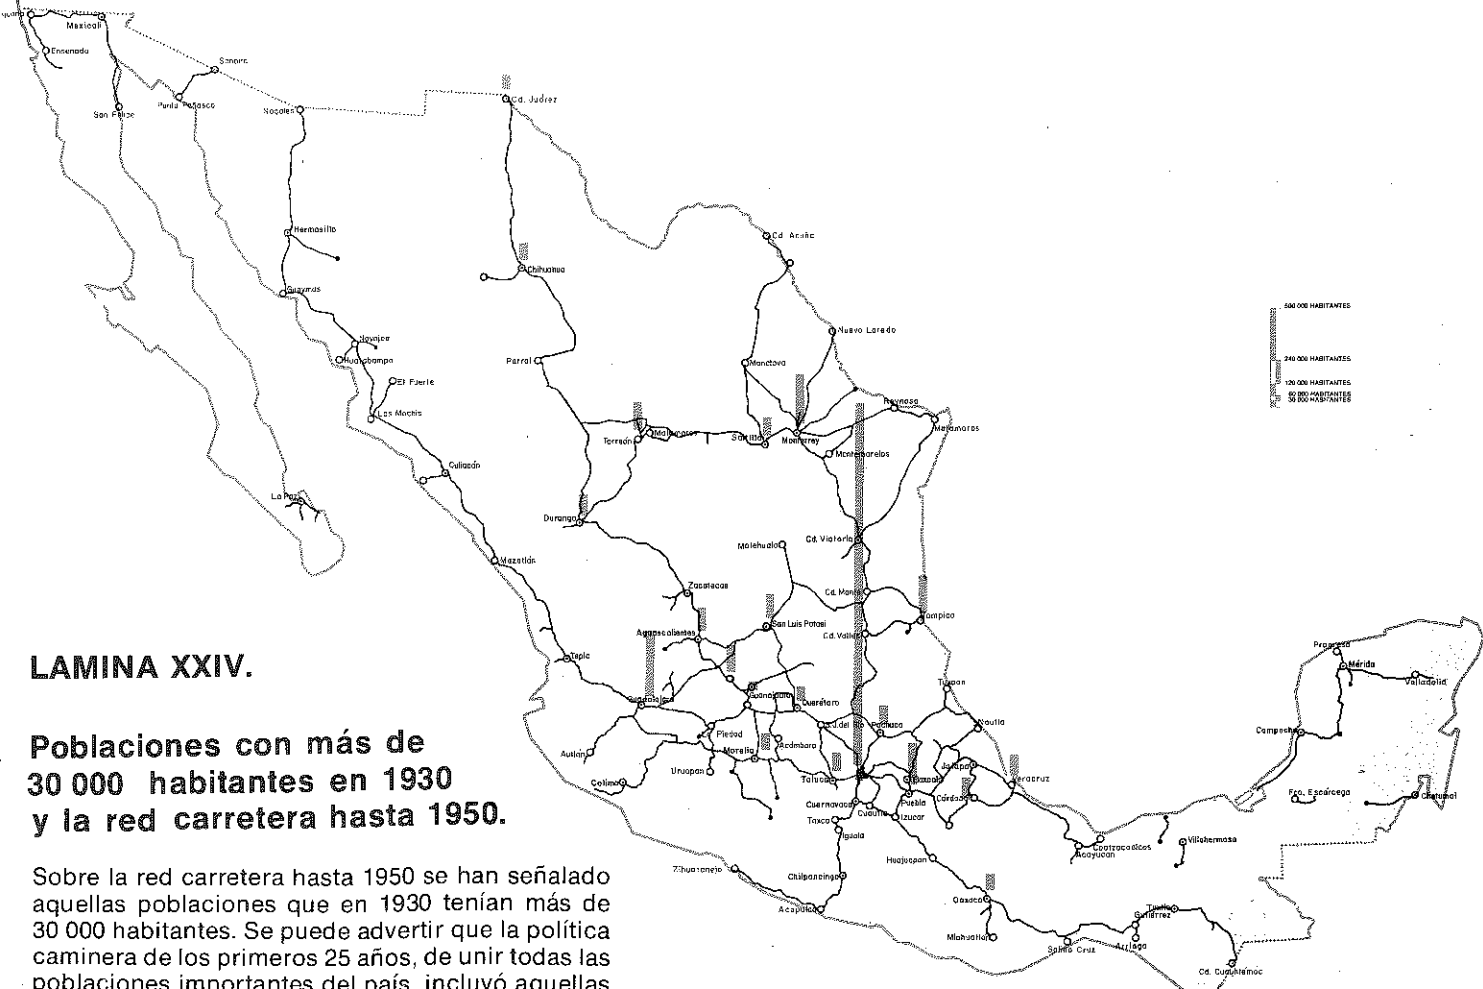 Mexicali
Ensenada
Sonora
Punta Peñasco
San Felipe
Nogales
Cd. Juárez
Hermosillo
Cd. Acuña
Chihuahua
Guaymas
Nuevo Laredo
Navojoa
Huatabampo
Parral
Monclova
El Fuerte
Los Mochis
Reynosa
Matamoros
Torreón
Saltillo
Monterrey
Montemorelos
Culiacán
La Paz
Durango
Cd. Victoria
Matehuala
Mazatlán
Zacatecas
Cd. Mante
Tampico
San Luis Potosí
Aguascalientes
Cd. Valles
Tepic
Guadalajara
Guanajuato
Querétaro
Tuxpan
Nautla
S.J. del Río
Pachuca
La Piedad
Acámbaro
Morelia
Autlán
Uruapan
Colima
Toluca
Jalapa
Veracruz
Córdoba
Puebla
Cuernavaca
Cuautla
Izucar
Taxco
Iguala
Huajuapan
Chilpancingo
Zihuatanejo
Acapulco
Oaxaca
Miahuatlán
Salina Cruz
Arriaga
Tuxtla
Gutiérrez
Cd. Cuauhtémoc
Coatzacoalcos
Acayucan
Villahermosa
Fco. Escárcega
Chetumal
Campeche
Progreso
Mérida
Valladolid
500 000 HABITANTES
240 000 HABITANTES
120 000 HABITANTES
60 000 HABITANTES
30 000 HABITANTES
LAMINA XXIV.
Poblaciones con más de
30 000 habitantes en 1930
y la red carretera hasta 1950.
Sobre la red carretera hasta 1950 se han señalado
aquellas poblaciones que en 1930 tenían más de
30 000 habitantes. Se puede advertir que la política
caminera de los primeros 25 años, de unir todas las
poblaciones importantes del país, incluyó aquellas